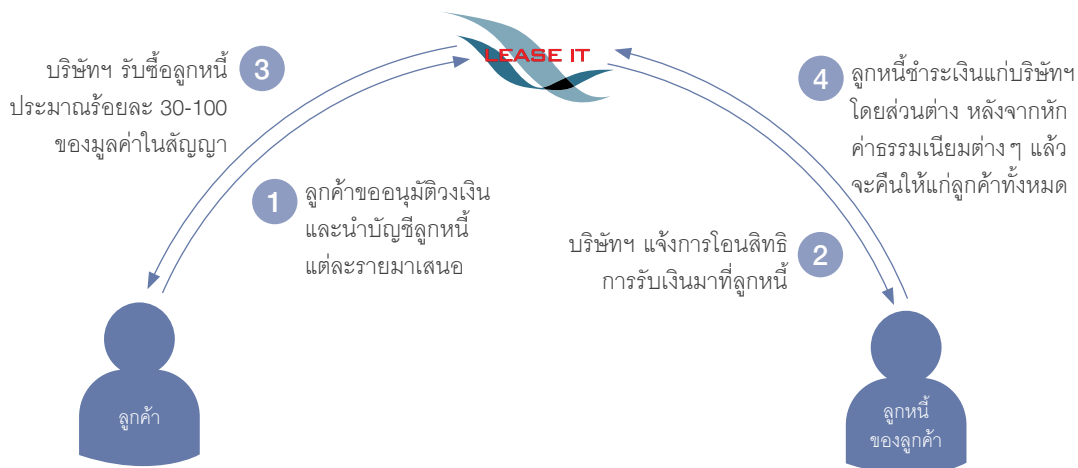 LEASE IT
3
บริษัทฯ รับซื้อลูกหนี้
ประมาณร้อยละ 30-100
ของมูลค่าในสัญญา
4
ลูกหนี้ชำระเงินแก่บริษัทฯ
โดยส่วนต่าง หลังจากหัก
ค่าธรรมเนียมต่างๆ แล้ว
จะคืนให้แก่ลูกค้าทั้งหมด
1
ลูกค้าขออนุมัติวงเงิน
และนำบัญชีลูกหนี้
แต่ละรายมาเสนอ
2
บริษัทฯ แจ้งการโอนสิทธิ
การรับเงินมาที่ลูกหนี้
ลูกค้า
ลูกหนี้
ของลูกค้า